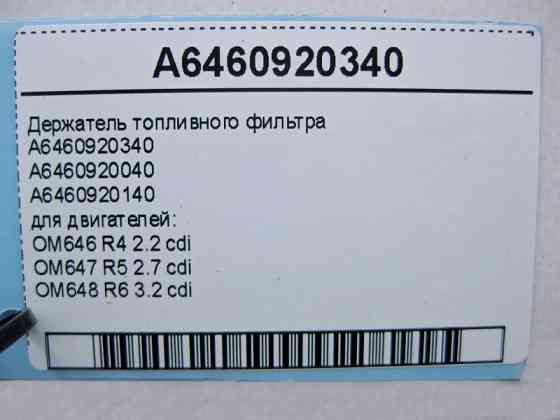 A6460920340
Держатель топливного фильтра
A6460920340
A6460920040
A6460920140
для двигателей:
OM646 R4 2.2 cdi
OM647 R5 2.7 cdi
OM648 R6 3.2 cdi